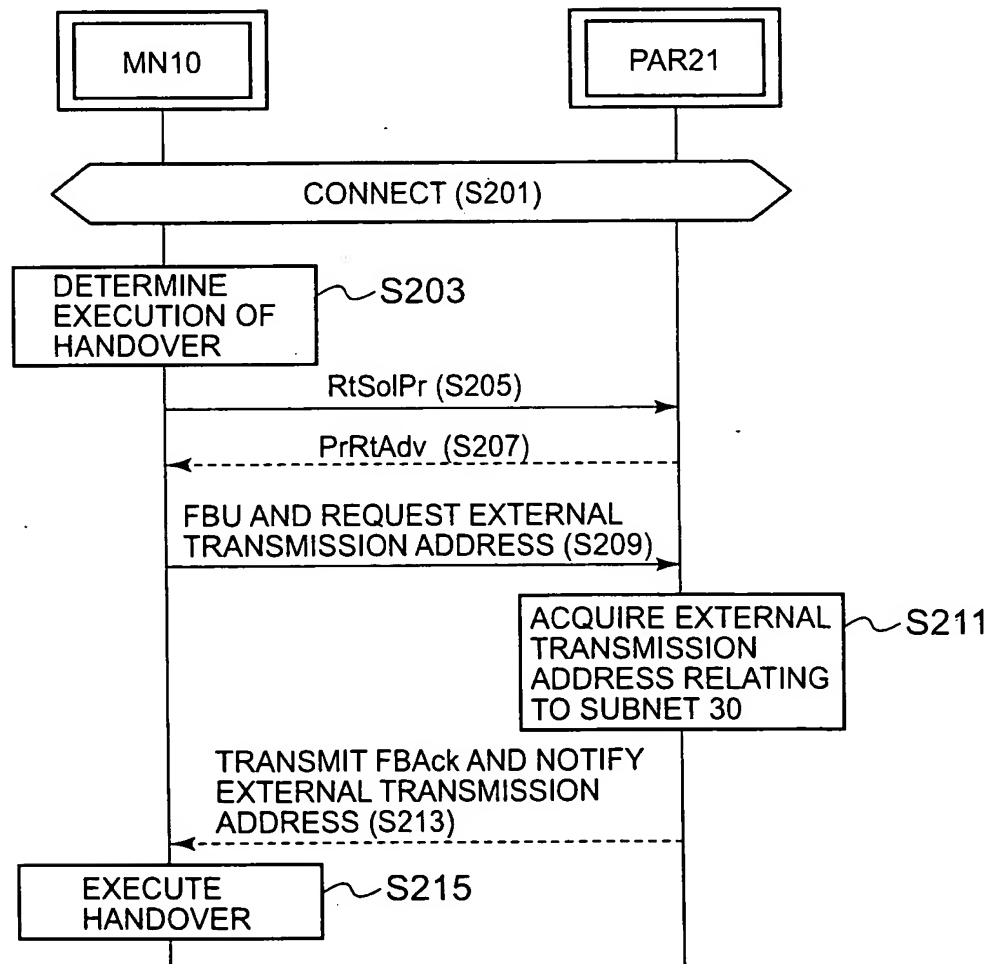 MN10
PAR21
CONNECT (S201)
DETERMINE
EXECUTION OF
HANDOVER
S203
RtSolPr (S205)
PrRtAdv (S207)
FBU AND REQUEST EXTERNAL
TRANSMISSION ADDRESS (S209)
ACQUIRE EXTERNAL
TRANSMISSION
ADDRESS RELATING
TO SUBNET 30
S211
TRANSMIT FBAck AND NOTIFY
EXTERNAL TRANSMISSION
ADDRESS (S213)
EXECUTE
HANDOVER
S215